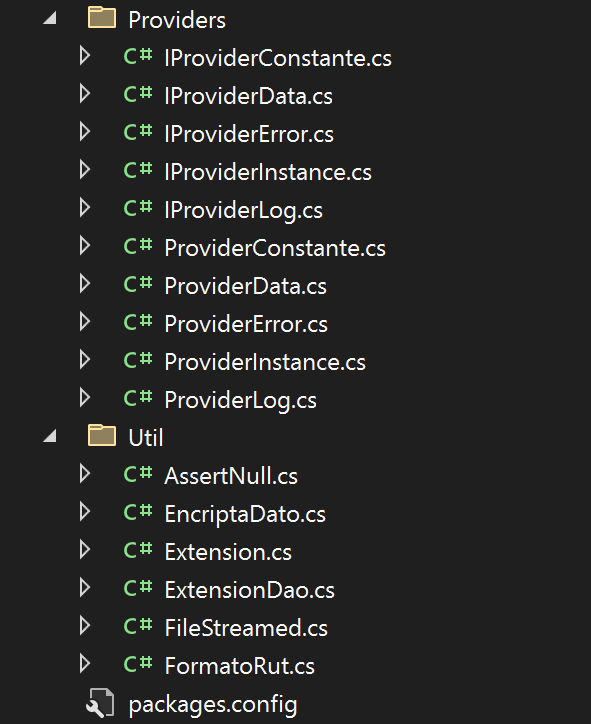 Providers
C# IProviderConstante.cs
C# IProviderData.cs
C# IProviderError.cs
C# IProviderInstance.cs
C# IProviderLog.cs
C# ProviderConstante.cs
C# ProviderData.cs
C# ProviderError.cs
C# ProviderInstance.cs
C# ProviderLog.cs
Util
C# AssertNull.cs
C# EncriptaDato.cs
C# Extension.cs
C# ExtensionDao.cs
C# FileStreamed.cs
C# FormatoRut.cs
packages.config